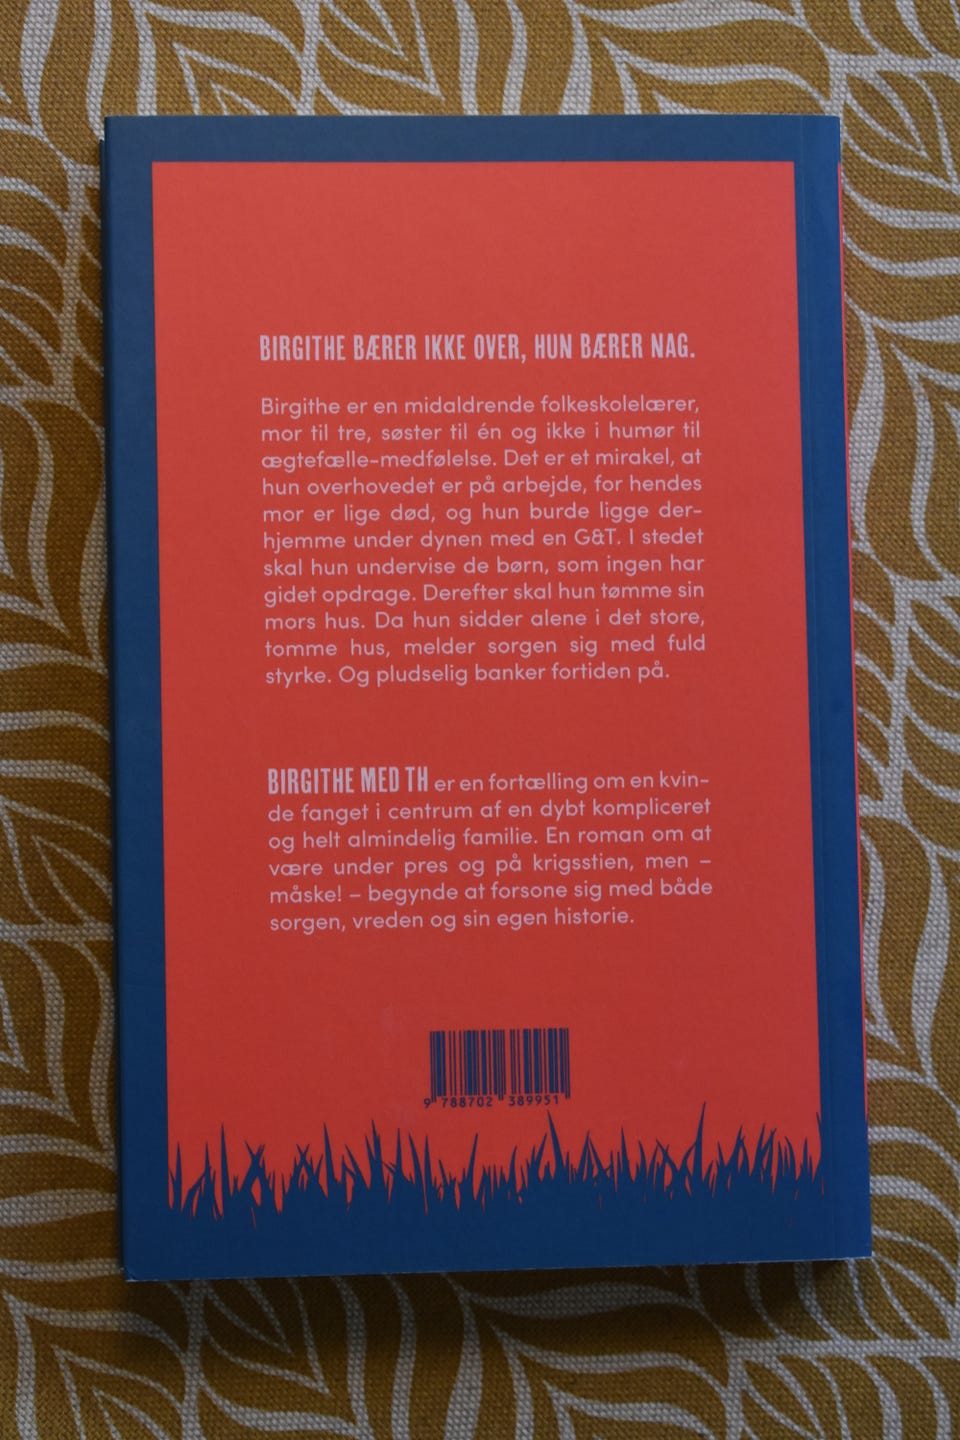 BIRGITHE BÆRER IKKE OVER, HUN BÆRER NAG.
Birgithe er en midaldrende folkeskolelærer,
mor til tre, søster til én og ikke i humør til
ægtefælle-medfølelse. Det er et mirakel, at
hun overhovedet er på arbejde, for hendes
mor er lige død, og hun burde ligge der-
hjemme under dynen med en G&T. I stedet
skal hun undervise de børn, som ingen har
gidet opdrage. Derefter skal hun tømme sin
mors hus. Da hun sidder alene i det store,
tomme hus, melder sorgen sig med fuld
styrke. Og pludselig banker fortiden på.
BIRGITHE MED TH er en fortælling om en kvin-
de fanget i centrum af en dybt kompliceret
og helt almindelig familie. En roman om at
være under pres og på krigsstien, men –
måske! – begynde at forsone sig med både
sorgen, vreden og sin egen historie.
9 788702 389951